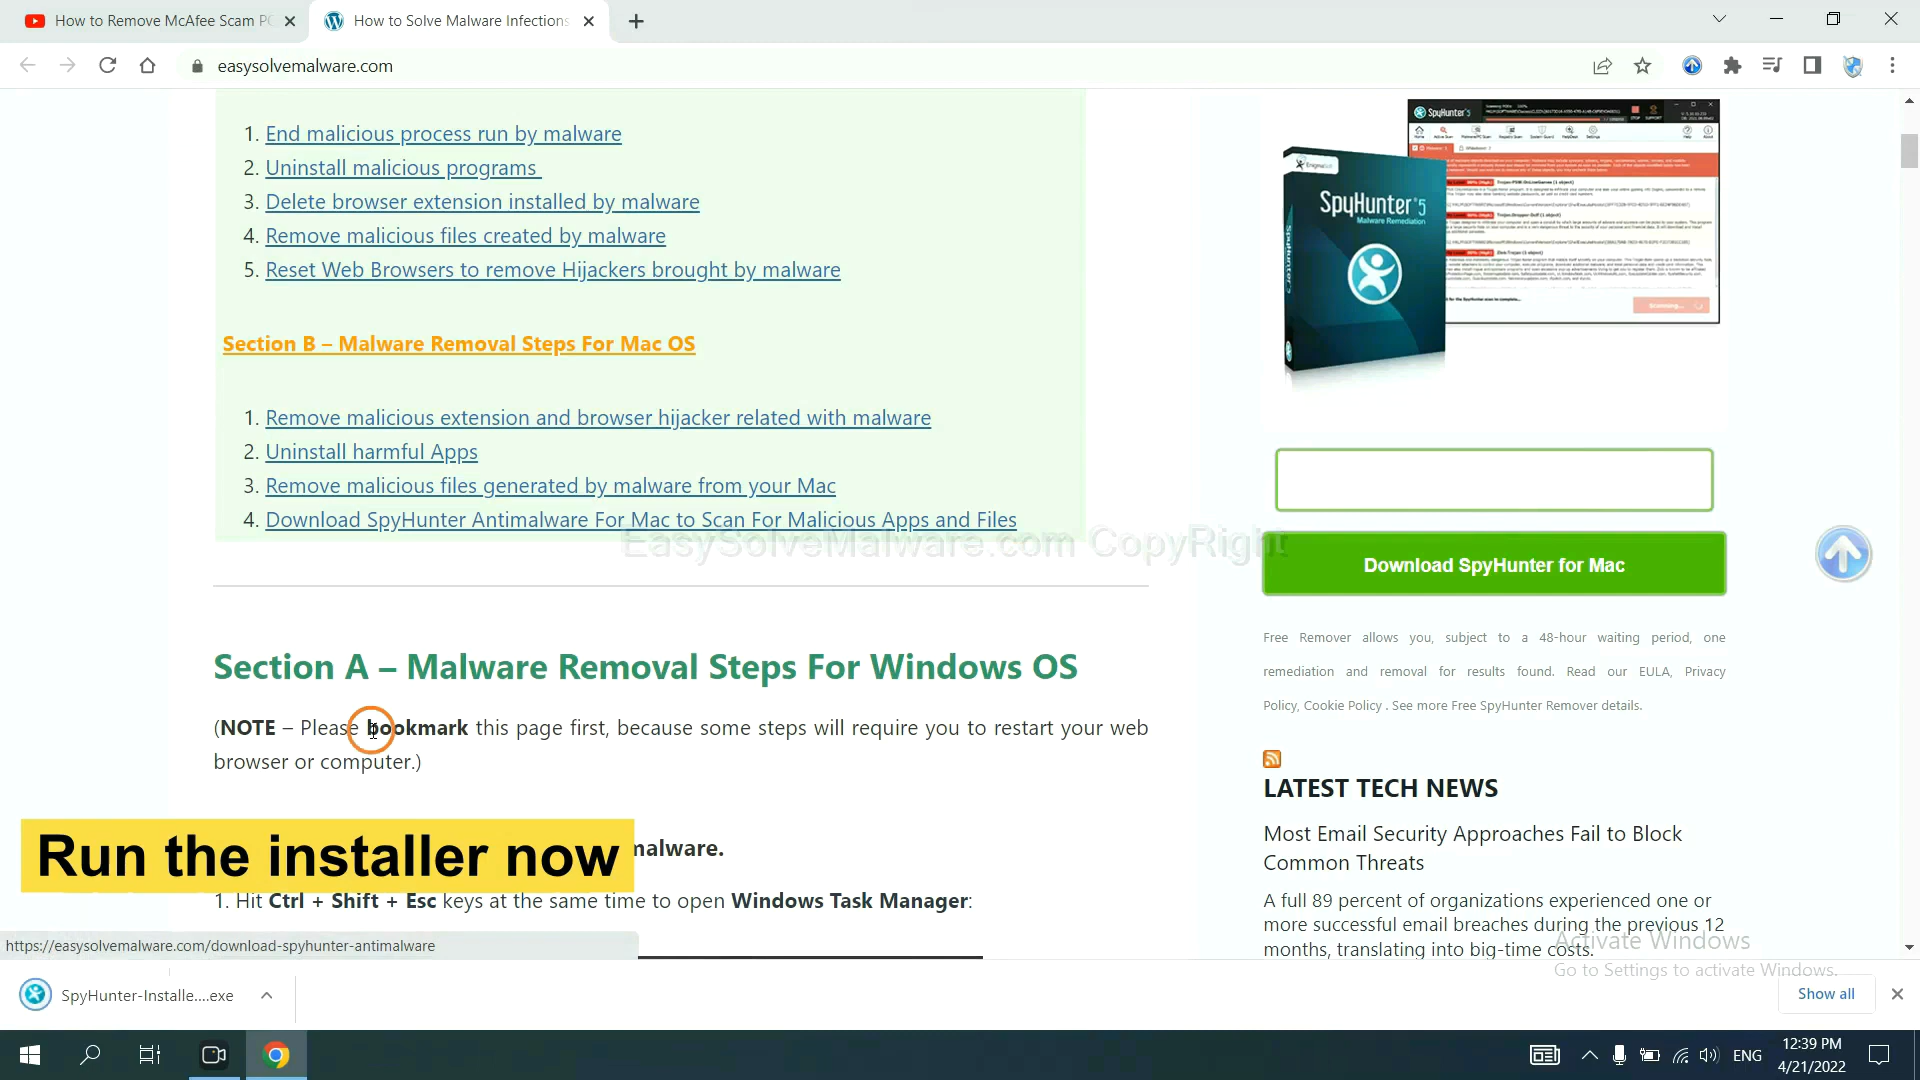 How to Remove McAfee Scam P
How to Solve Malware Infections
easysolvemalware.com
1. End malicious process run by malware
2. Uninstall malicious programs
3. Delete browser extension installed by malware
4. Remove malicious files created by malware
5. Reset Web Browsers to remove Hijackers brought by malware
Section B – Malware Removal Steps For Mac OS
1. Remove malicious extension and browser hijacker related with malware
2. Uninstall harmful Apps
3. Remove malicious files generated by malware from your Mac
4. Download SpyHunter Antimalware For Mac to Scan For Malicious Apps and Files
EasySolveMalware.com CopyRight
Section A – Malware Removal Steps For Windows OS
(NOTE – Please bookmark this page first, because some steps will require you to restart your web
browser or computer.)
malware.
Run the installer now
1. Hit Ctrl + Shift + Esc keys at the same time to open Windows Task Manager:
https://easysolvemalware.com/download-spyhunter-antimalware
SpyHunter 5
EnigmaSoft
SpyHunter 5
Malware Remediation
SpyHunter 5
Download SpyHunter for Mac
Free Remover allows you, subject to a 48-hour waiting period, one
remediation and removal for results found. Read our EULA, Privacy
Policy, Cookie Policy . See more Free SpyHunter Remover details.
LATEST TECH NEWS
Most Email Security Approaches Fail to Block
Common Threats
A full 89 percent of organizations experienced one or
more successful email breaches during the previous 12
months, translating into big-time costs.
Activate Windows
Go to Settings to activate Windows.
SpyHunter-Installe....exe
Show all
ENG
12:39 PM
4/21/2022